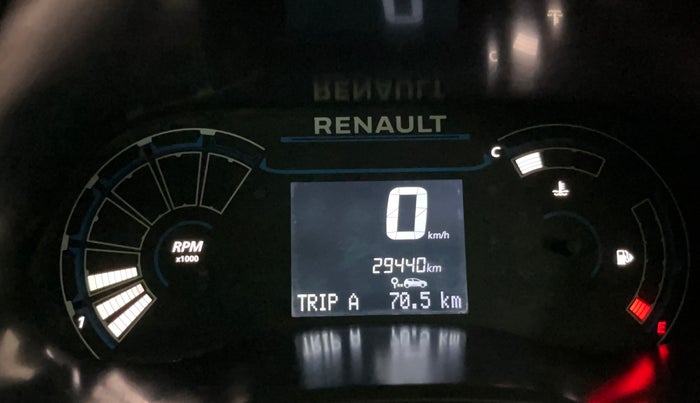 RENAULT
C
0 km/h
RPM
x1000
29440km
TRIP A 70.5 km
1
E